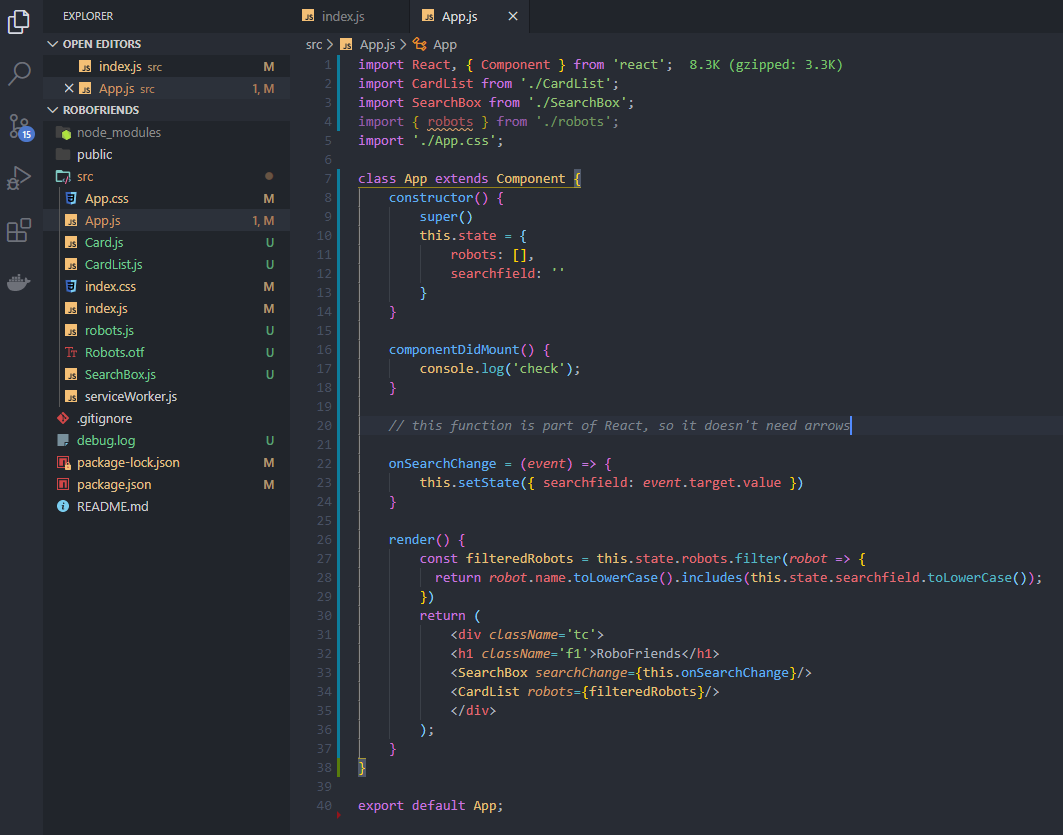 EXPLORER
OPEN EDITORS
index.js src M
App.js src 1, M
ROBOFRIENDS
node_modules
public
src
App.css M
App.js 1, M
Card.js U
CardList.js U
index.css M
index.js M
robots.js U
Robots.otf U
SearchBox.js U
serviceWorker.js
.gitignore
debug.log U
package-lock.json M
package.json M
README.md
15
index.js
App.js
src > App.js > App
1 import React, { Component } from 'react'; 8.3K (gzipped: 3.3K)
2 import CardList from './CardList';
3 import SearchBox from './SearchBox';
4 import { robots } from './robots';
5 import './App.css';
6
7 class App extends Component {
8 constructor() {
9 super()
10 this.state = {
11 robots: [],
12 searchfield: ''
13 }
14 }
15
16 componentDidMount() {
17 console.log('check');
18 }
19
20 // this function is part of React, so it doesn't need arrows
21
22 onSearchChange = (event) => {
23 this.setState({ searchfield: event.target.value })
24 }
25
26 render() {
27 const filteredRobots = this.state.robots.filter(robot => {
28 return robot.name.toLowerCase().includes(this.state.searchfield.toLowerCase());
29 })
30 return (
31 <div className='tc'>
32 <h1 className='f1'>RoboFriends</h1>
33 <SearchBox searchChange={this.onSearchChange}/>
34 <CardList robots={filteredRobots}/>
35 </div>
36 );
37 }
38 }
39
40 export default App;